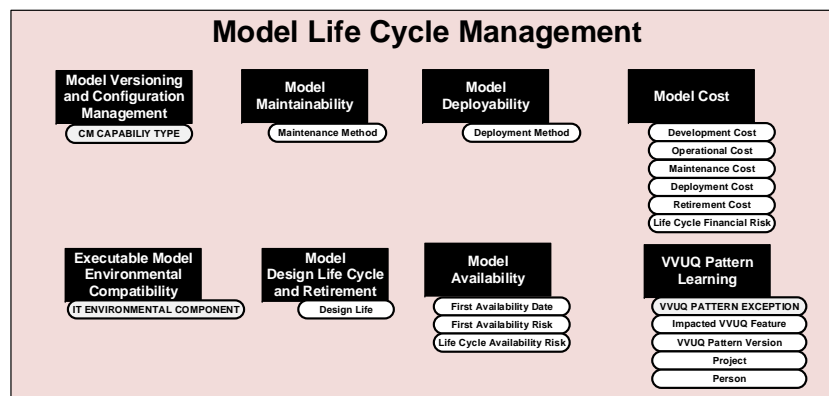 Model Life Cycle Management
Model Versioning
and Configuration
Management
CM CAPABILIY TYPE
Model
Maintainability
Maintenance Method
Model
Deployability
Deployment Method
Model Cost
Development Cost
Operational Cost
Maintenance Cost
Deployment Cost
Retirement Cost
Life Cycle Financial Risk
Executable Model
Environmental
Compatibility
IT ENVIRONMENTAL COMPONENT
Model
Design Life Cycle
and Retirement
Design Life
Model
Availability
First Availability Date
First Availability Risk
Life Cycle Availability Risk
VVUQ Pattern
Learning
VVUQ PATTERN EXCEPTION
Impacted VVUQ Feature
VVUQ Pattern Version
Project
Person